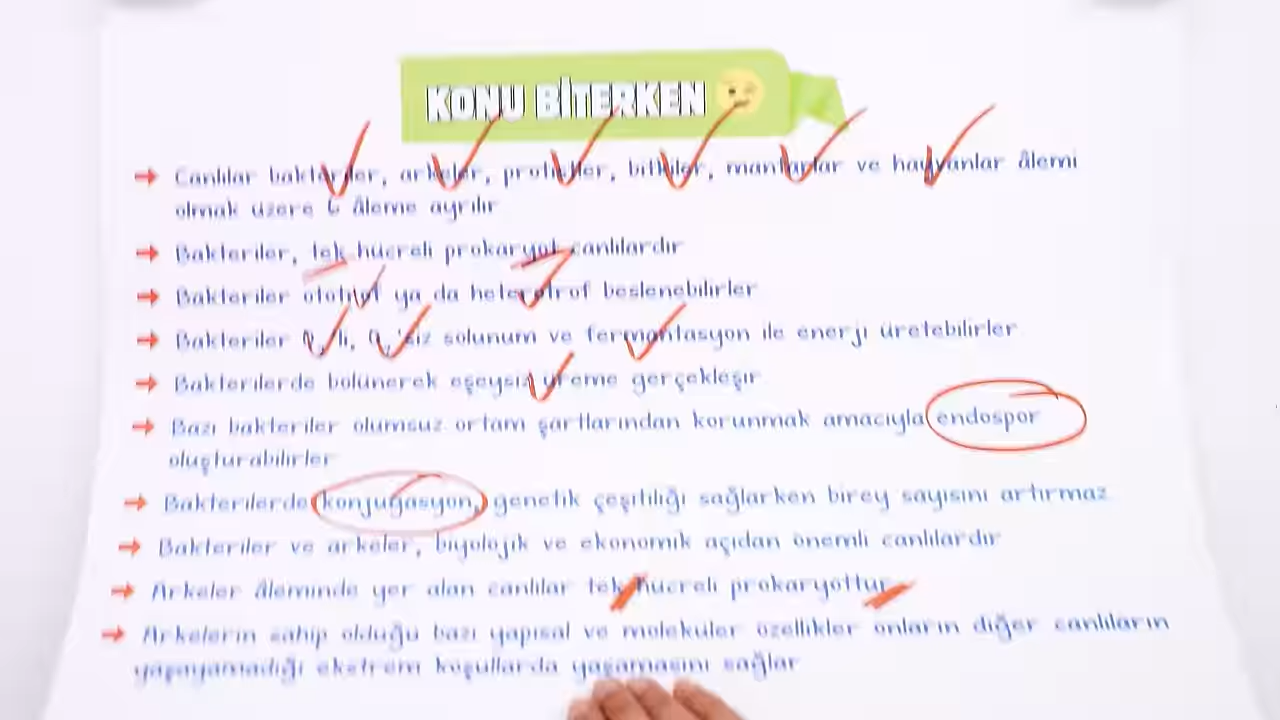 KONU BİTERKEN
Canlılar bakteriler, arkeler, protistler, bitkiler, mantarlar ve hayvanlar âlemi
olmak üzere 6 âleme ayrılır
Bakteriler, tek hücreli prokaryot canlılardır
Bakteriler ototrof ya da heterotrof beslenebilirler
Bakteriler O₂'li, O₂'siz solunum ve fermantasyon ile enerji üretebilirler
Bakterilerde bölünerek eşeysiz üreme gerçekleşir
Bazı bakteriler olumsuz ortam şartlarından korunmak amacıyla endospor
oluşturabilirler
Bakterilerde konjugasyon, genetik çeşitliliği sağlarken birey sayısını artırmaz
Bakteriler ve arkeler, biyolojik ve ekonomik açıdan önemli canlılardır
Arkeler âleminde yer alan canlılar tek hücreli prokaryottur
Arkelerin sahip olduğu bazı yapısal ve moleküler özellikler onların diğer canlıların
yaşayamadığı ekstrem koşullarda yaşamasını sağlar